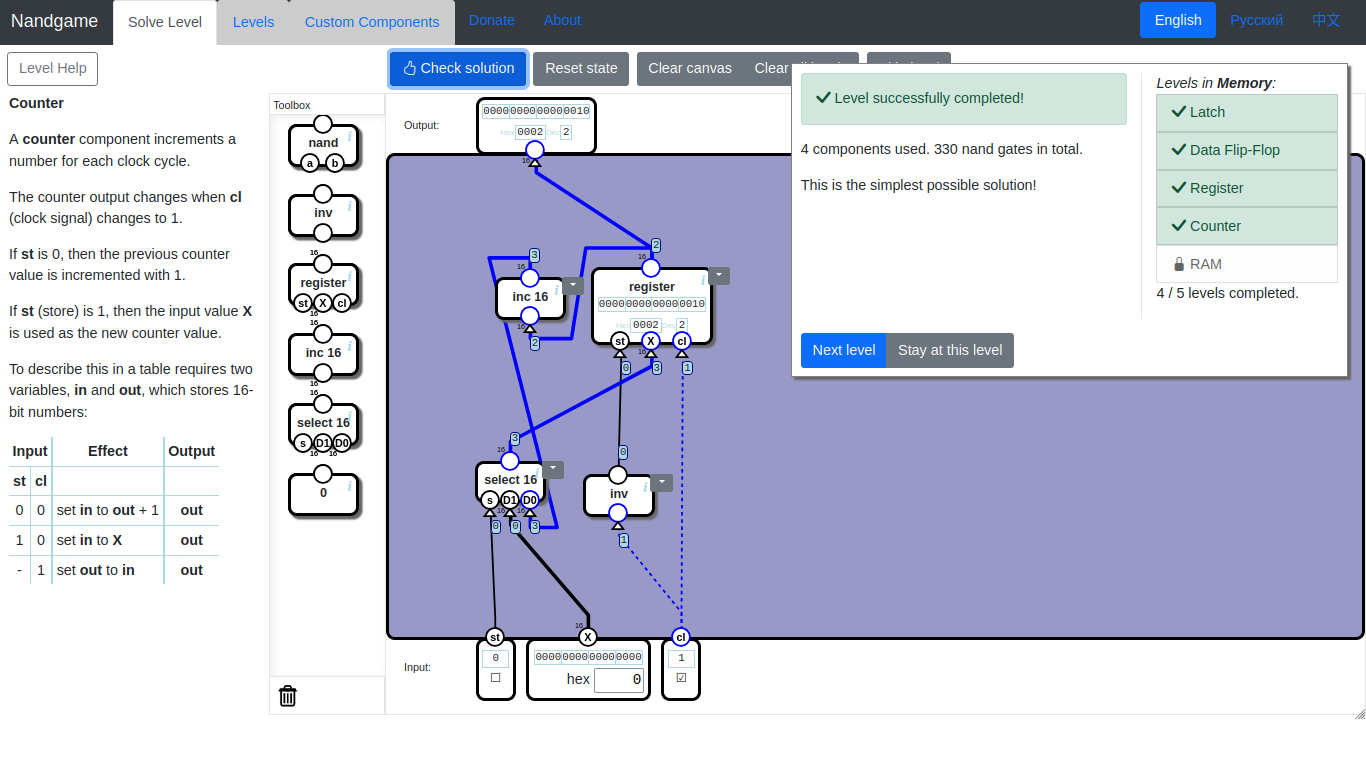 Nandgame
Solve Level
Levels
Custom Components
Donate
About
English
Русский
中文
Level Help
Check solution
Reset state
Clear canvas
Clear
Counter
A counter component increments a
number for each clock cycle.
The counter output changes when cl
(clock signal) changes to 1.
If st is 0, then the previous counter
value is incremented with 1.
If st (store) is 1, then the input value X
is used as the new counter value.
To describe this in a table requires two
variables, in and out, which stores 16-
bit numbers:
Input Effect Output
st cl
0 0 set in to out + 1 out
1 0 set in to X out
- 1 set out to in out
Toolbox
nand
a b
inv
16
register
st X cl
16
16
inc 16
16
16
select 16
s D1 D0
16 16
0
Output:
0000000000000010
Hex 0002 Dec 2
16
3
16
inc 16
16
2
2
16
register
0000000000000010
Hex 0002 Dec 2
st X cl
16
0 3 1
3
16
select 16
s D1 D0
16 16
0 0 3
0
inv
1
Input:
st
0
16
X
0000000000000000
hex 0
cl
1
Level successfully completed!
4 components used. 330 nand gates in total.
This is the simplest possible solution!
Next level
Stay at this level
Levels in Memory:
Latch
Data Flip-Flop
Register
Counter
RAM
4 / 5 levels completed.